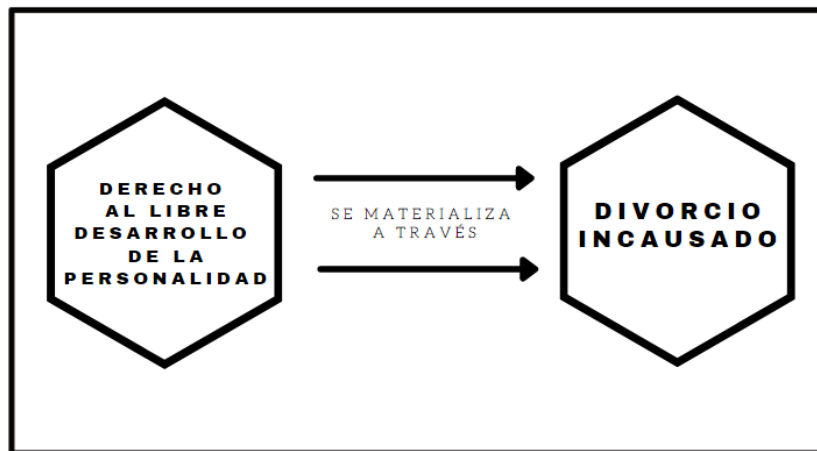 DERECHO
AL LIBRE
DESARROLLO
DE LA
PERSONALIDAD
SE MATERIALIZA
A TRAVÉS
DIVORCIO
INCAUSADO